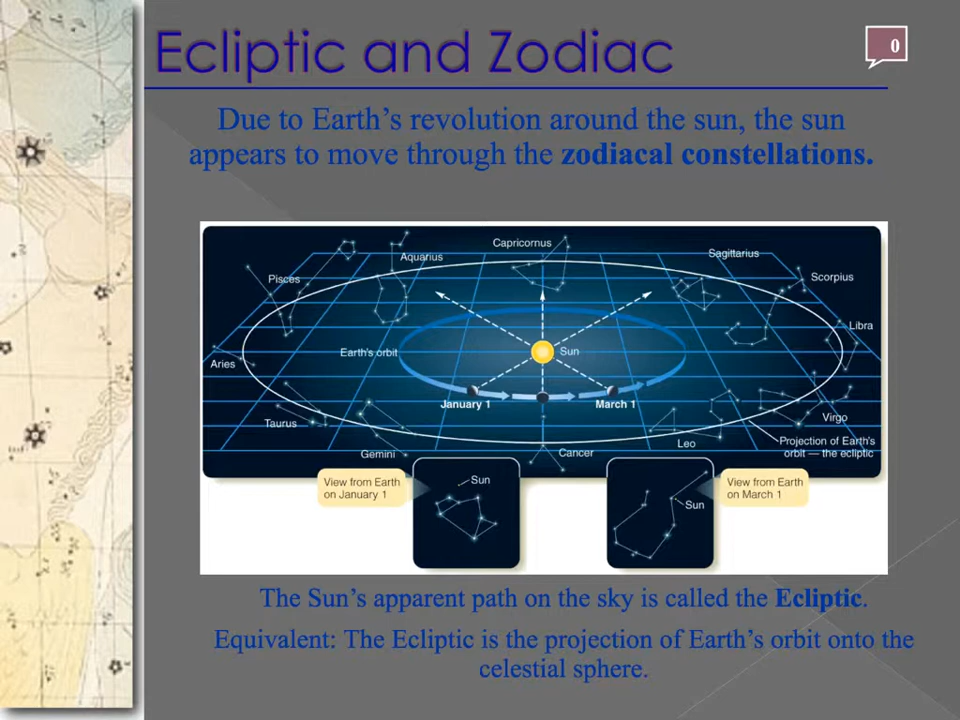 Ecliptic and Zodiac
0
Due to Earth’s revolution around the sun, the sun
appears to move through the zodiacal constellations.
Capricornus
Aquarius
Sagittarius
Pisces
Scorpius
Libra
Earth's orbit
Sun
Aries
January 1
March 1
Taurus
Virgo
Gemini
Cancer
Leo
Projection of Earth's
orbit — the ecliptic
View from Earth
on January 1
Sun
Sun
View from Earth
on March 1
The Sun’s apparent path on the sky is called the Ecliptic.
Equivalent: The Ecliptic is the projection of Earth’s orbit onto the
celestial sphere.